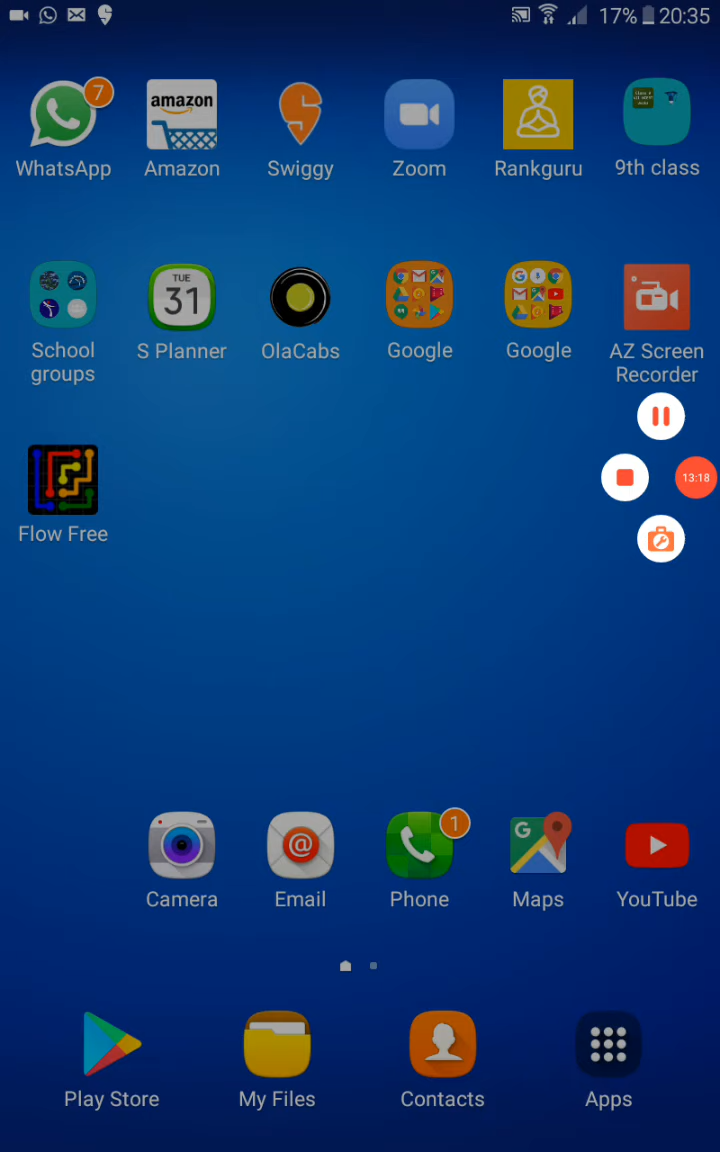 17% 20:35
7
amazon
WhatsApp Amazon Swiggy Zoom Rankguru 9th class
TUE
31
School groups S Planner OlaCabs Google Google AZ Screen Recorder
13:18
Flow Free
1
Camera Email Phone Maps YouTube
Play Store My Files Contacts Apps